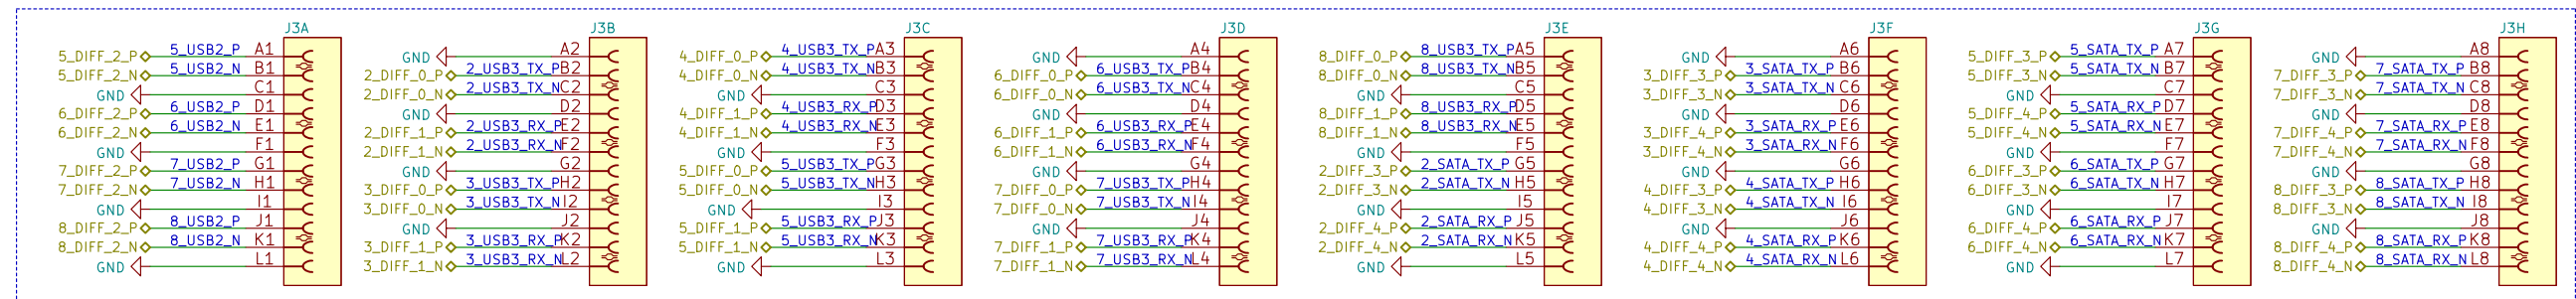 J3A
5_DIFF_2_P 5_USB2_P A1
5_DIFF_2_N 5_USB2_N B1
GND C1
6_DIFF_2_P 6_USB2_P D1
6_DIFF_2_N 6_USB2_N E1
GND F1
7_DIFF_2_P 7_USB2_P G1
7_DIFF_2_N 7_USB2_N H1
GND I1
8_DIFF_2_P 8_USB2_P J1
8_DIFF_2_N 8_USB2_N K1
GND L1
J3B
GND A2
2_DIFF_0_P 2_USB3_TX_P B2
2_DIFF_0_N 2_USB3_TX_N C2
GND D2
2_DIFF_1_P 2_USB3_RX_P E2
2_DIFF_1_N 2_USB3_RX_N F2
GND G2
3_DIFF_0_P 3_USB3_TX_P H2
3_DIFF_0_N 3_USB3_TX_N I2
GND J2
3_DIFF_1_P 3_USB3_RX_P K2
3_DIFF_1_N 3_USB3_RX_N L2
J3C
4_DIFF_0_P 4_USB3_TX_P A3
4_DIFF_0_N 4_USB3_TX_N B3
GND C3
4_DIFF_1_P 4_USB3_RX_P D3
4_DIFF_1_N 4_USB3_RX_N E3
GND F3
5_DIFF_0_P 5_USB3_TX_P G3
5_DIFF_0_N 5_USB3_TX_N H3
GND I3
5_DIFF_1_P 5_USB3_RX_P J3
5_DIFF_1_N 5_USB3_RX_N K3
GND L3
J3D
GND A4
6_DIFF_0_P 6_USB3_TX_P B4
6_DIFF_0_N 6_USB3_TX_N C4
GND D4
6_DIFF_1_P 6_USB3_RX_P E4
6_DIFF_1_N 6_USB3_RX_N F4
GND G4
7_DIFF_0_P 7_USB3_TX_P H4
7_DIFF_0_N 7_USB3_TX_N I4
GND J4
7_DIFF_1_P 7_USB3_RX_P K4
7_DIFF_1_N 7_USB3_RX_N L4
J3E
8_DIFF_0_P 8_USB3_TX_P A5
8_DIFF_0_N 8_USB3_TX_N B5
GND C5
8_DIFF_1_P 8_USB3_RX_P D5
8_DIFF_1_N 8_USB3_RX_N E5
GND F5
2_DIFF_3_P 2_SATA_TX_P G5
2_DIFF_3_N 2_SATA_TX_N H5
GND I5
2_DIFF_4_P 2_SATA_RX_P J5
2_DIFF_4_N 2_SATA_RX_N K5
GND L5
J3F
GND A6
3_DIFF_3_P 3_SATA_TX_P B6
3_DIFF_3_N 3_SATA_TX_N C6
GND D6
3_DIFF_4_P 3_SATA_RX_P E6
3_DIFF_4_N 3_SATA_RX_N F6
GND G6
4_DIFF_3_P 4_SATA_TX_P H6
4_DIFF_3_N 4_SATA_TX_N I6
GND J6
4_DIFF_4_P 4_SATA_RX_P K6
4_DIFF_4_N 4_SATA_RX_N L6
J3G
5_DIFF_3_P 5_SATA_TX_P A7
5_DIFF_3_N 5_SATA_TX_N B7
GND C7
5_DIFF_4_P 5_SATA_RX_P D7
5_DIFF_4_N 5_SATA_RX_N E7
GND F7
6_DIFF_3_P 6_SATA_TX_P G7
6_DIFF_3_N 6_SATA_TX_N H7
GND I7
6_DIFF_4_P 6_SATA_RX_P J7
6_DIFF_4_N 6_SATA_RX_N K7
GND L7
J3H
GND A8
7_DIFF_3_P 7_SATA_TX_P B8
7_DIFF_3_N 7_SATA_TX_N C8
GND D8
7_DIFF_4_P 7_SATA_RX_P E8
7_DIFF_4_N 7_SATA_RX_N F8
GND G8
8_DIFF_3_P 8_SATA_TX_P H8
8_DIFF_3_N 8_SATA_TX_N I8
GND J8
8_DIFF_4_P 8_SATA_RX_P K8
8_DIFF_4_N 8_SATA_RX_N L8